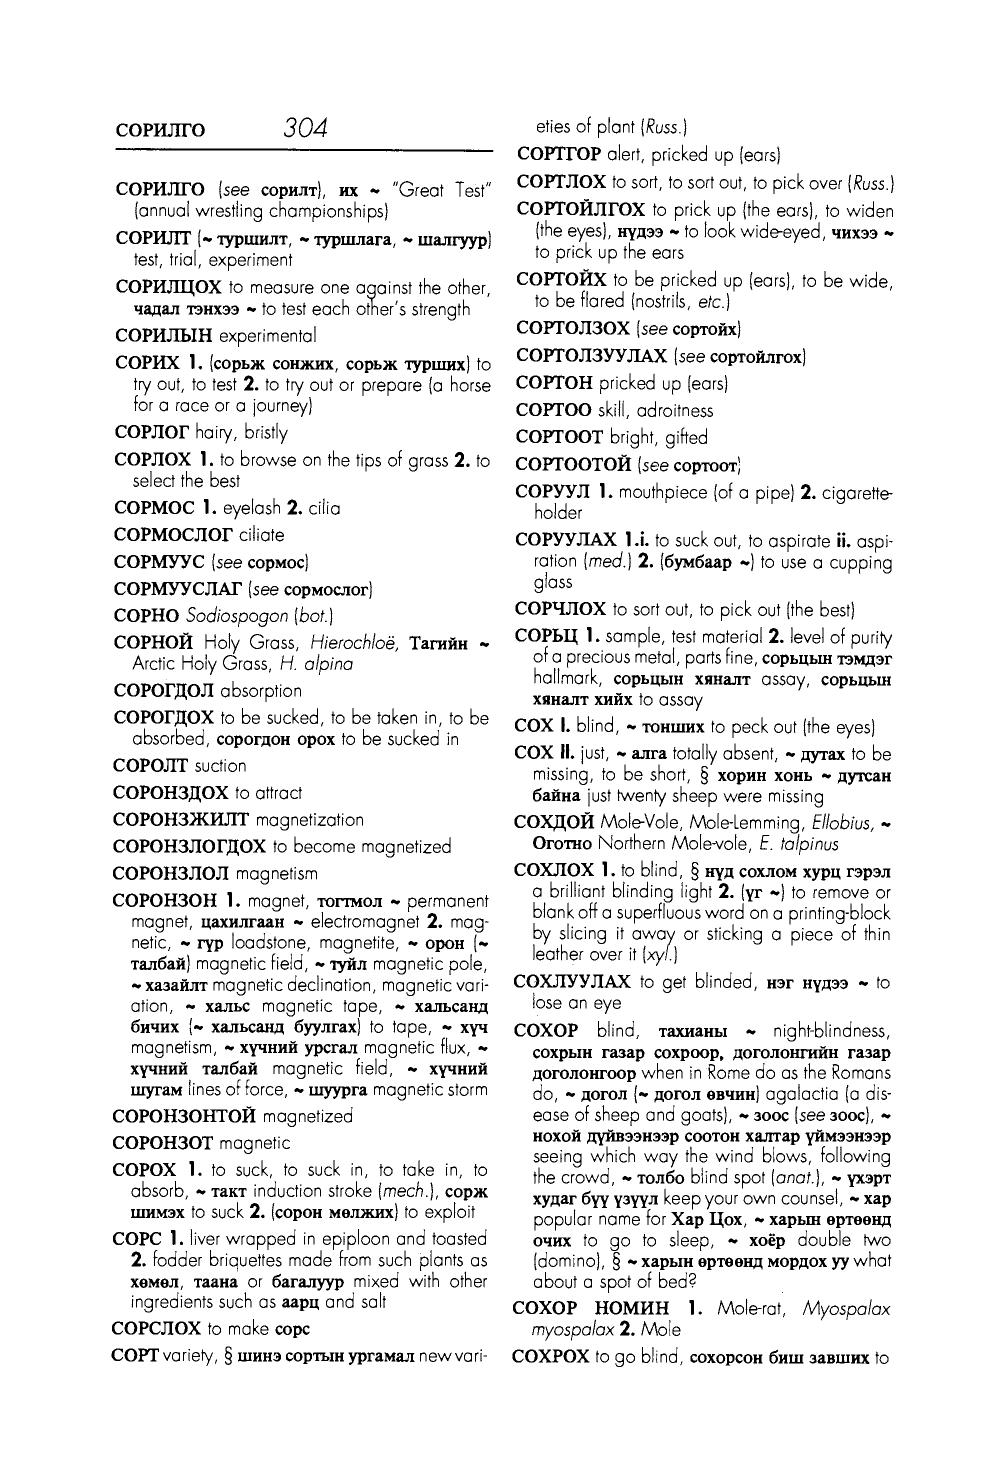 СОРИЛГО 304
СОРИЛГО (see сорилт), их ~ "Great Test"
(annual wrestling championships)
СОРИЛТ (~ туршилт, ~ туршлага, ~ шалгуур)
test, trial, experiment
СОРИЛЦОХ to measure one against the other,
чадал тэнхээ ~ to test each other's strength
СОРИЛЫН experimental
СОРИХ 1. (сорьж сонжих, сорьж турших) to
try out, to test 2. to try out or prepare (a horse
for a race or a journey)
СОРЛОГ hairy, bristly
СОРЛОХ 1. to browse on the tips of grass 2. to
select the best
СОРМОС 1. eyelash 2. cilia
СОРМОСЛОГ ciliate
СОРМУУС (see сормос)
СОРМУУСЛАГ (see сормослог)
СОРНО Sodiospogon (bot.)
СОРНОЙ Holy Grass, Hierochloë, Тагийн ~
Arctic Holy Grass, H. alpina
СОРОГДОЛ absorption
СОРОГДОХ to be sucked, to be taken in, to be
absorbed, сорогдон орох to be sucked in
СОРОЛТ suction
СОРОНЗДОХ to attract
СОРОНЗЖИЛТ magnetization
СОРОНЗЛОГДОХ to become magnetized
СОРОНЗЛОЛ magnetism
СОРОНЗОН 1. magnet, тогтмол ~ permanent
magnet, цахилгаан ~ electromagnet 2. mag-
netic, ~ гүр loadstone, magnetite, ~ орон (~
талбай) magnetic field, ~ туйл magnetic pole,
~ хазайлт magnetic declination, magnetic vari-
ation, ~ хальс magnetic tape, ~ хальсанд
бичих (~ хальсанд буулгах) to tape, ~ хүч
magnetism, ~ хүчний урсгал magnetic flux, ~
хүчний талбай magnetic field, ~ хүчний
шугам lines of force, ~ шуурга magnetic storm
СОРОНЗОНТОЙ magnetized
СОРОНЗОТ magnetic
СОРОХ 1. to suck, to suck in, to take in, to
absorb, ~ такт induction stroke (mech.), сорж
шимэх to suck 2. (сорон мөлжих) to exploit
СОРС 1. liver wrapped in epiploon and toasted
2. fodder briquettes made from such plants as
хөмөл, таана or багалуур mixed with other
ingredients such as аарц and salt
СОРСЛОХ to make сорс
СОРТ variety, § шинэ сортын ургамал new vari-
eties of plant (Russ.)
СОРТГОР alert, pricked up (ears)
СОРТЛОХ to sort, to sort out, to pick over (Russ.)
СОРТОЙЛГОХ to prick up (the ears), to widen
(the eyes), нүдээ ~ to look wide-eyed, чихээ ~
to prick up the ears
СОРТОЙХ to be pricked up (ears), to be wide,
to be flared (nostrils, etc.)
СОРТОЛЗОХ (see сортойх)
СОРТОЛЗУУЛАХ (see сортойлгох)
СОРТОН pricked up (ears)
СОРТОО skill, adroitness
СОРТООТ bright, gifted
СОРТООТОЙ (see сортоот)
СОРУУЛ 1. mouthpiece (of a pipe) 2. cigarette-
holder
СОРУУЛАХ 1.i. to suck out, to aspirate ii. aspi-
ration (med.) 2. (бумбаар ~) to use a cupping
glass
СОРЧЛОХ to sort out, to pick out (the best)
СОРЬЦ 1. sample, test material 2. level of purity
of a precious metal, parts fine, сорьцын тэмдэг
hallmark, сорьцын хяналт assay, сорьцын
хяналт хийх to assay
СОХ I. blind, ~ тонших to peck out (the eyes)
СОХ II. just, ~ алга totally absent, ~ дутах to be
missing, to be short, § хорин хонь ~ дутсан
байна just twenty sheep were missing
СОХДОЙ Mole-Vole, Mole-Lemming, Ellobius, ~
Оготно Northern Mole-vole, E. talpinus
СОХЛОХ 1. to blind, § нүд сохлом хурц гэрэл
a brilliant blinding light 2. (үг ~) to remove or
blank off a superfluous word on a printing-block
by slicing it away or sticking a piece of thin
leather over it (xyl.)
СОХЛУУЛАХ to get blinded, нэг нүдээ ~ to
lose an eye
СОХОР blind, тахианы ~ night-blindness,
сохрын газар сохроор, доголонгийн газар
доголонгоор when in Rome do as the Romans
do, ~ догол (~ догол өвчин) agalactia (a dis-
ease of sheep and goats), ~ зоос (see зоос), ~
нохой дүйвээнээр соотон халтар үймээнээр
seeing which way the wind blows, following
the crowd, ~ толбо blind spot (anat.), ~ үхэрт
худаг бүү үзүүл keep your own counsel, ~ хар
popular name for Хар Цох, ~ харын өртөөнд
очих to go to sleep, ~ хоёр double two
(domino), § ~ харын өртөөнд мордох уу what
about a spot of bed?
СОХОР НОМИН 1. Mole-rat, Myospalax
myospalax 2. Mole
СОХРОХ to go blind, сохорсон биш завших to